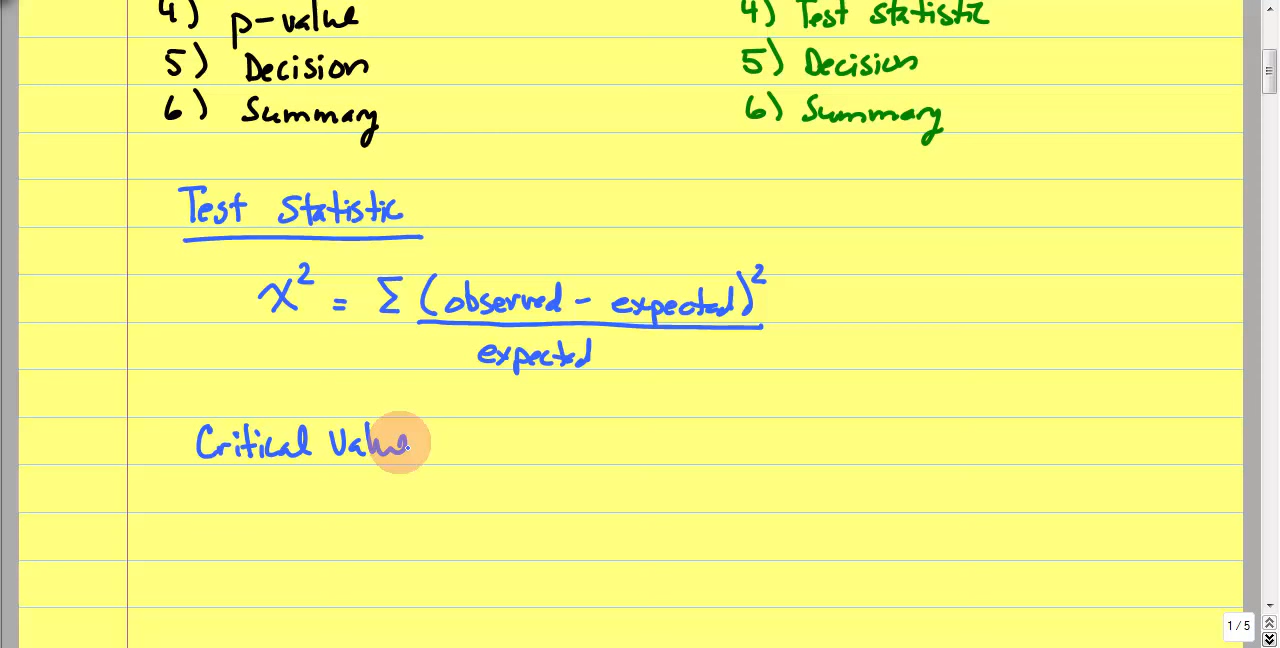 4) p-value
5) Decision
6) Summary
4) Test statistic
5) Decision
6) Summary
Test Statistic
χ² = Σ (observed - expected)²
expected
Critical Value
1 / 5